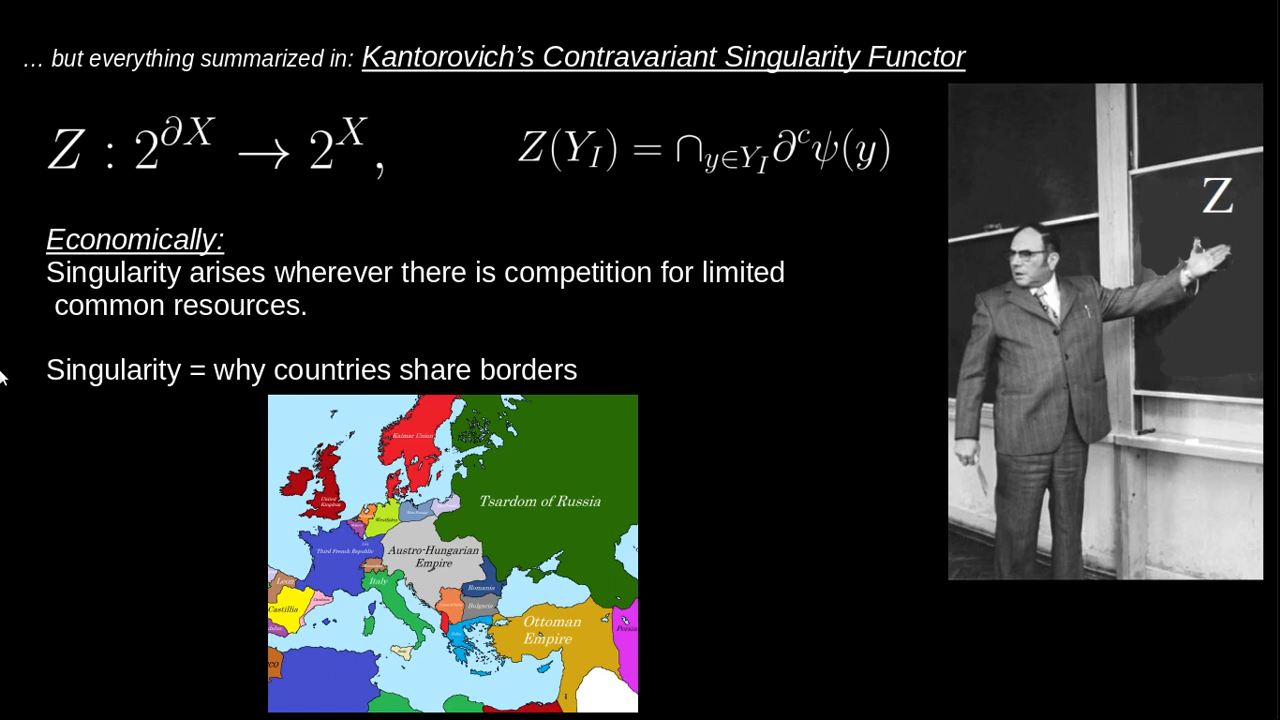 … but everything summarized in: Kantorovich’s Contravariant Singularity Functor
Z : 2^{∂X} → 2^X,
Z(Y_I) = ∩_{y∈Y_I} ∂^c ψ(y)
Z
Economically:
Singularity arises wherever there is competition for limited
common resources.
Singularity = why countries share borders
Kalmar Union
Tsardom of Russia
United
Kingdom
Westphalia
Third French Republic
Austro-Hungarian
Empire
Italy
Romania
Bulgaria
Castillia
Ottoman
Empire
Persia